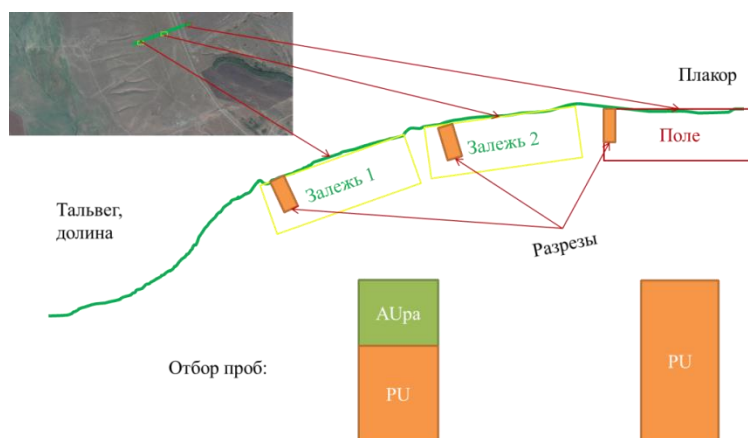 Плакор
Поле
Залежь 2
Залежь 1
Тальвег,
долина
Разрезы
Отбор проб:
AUpa
PU
PU